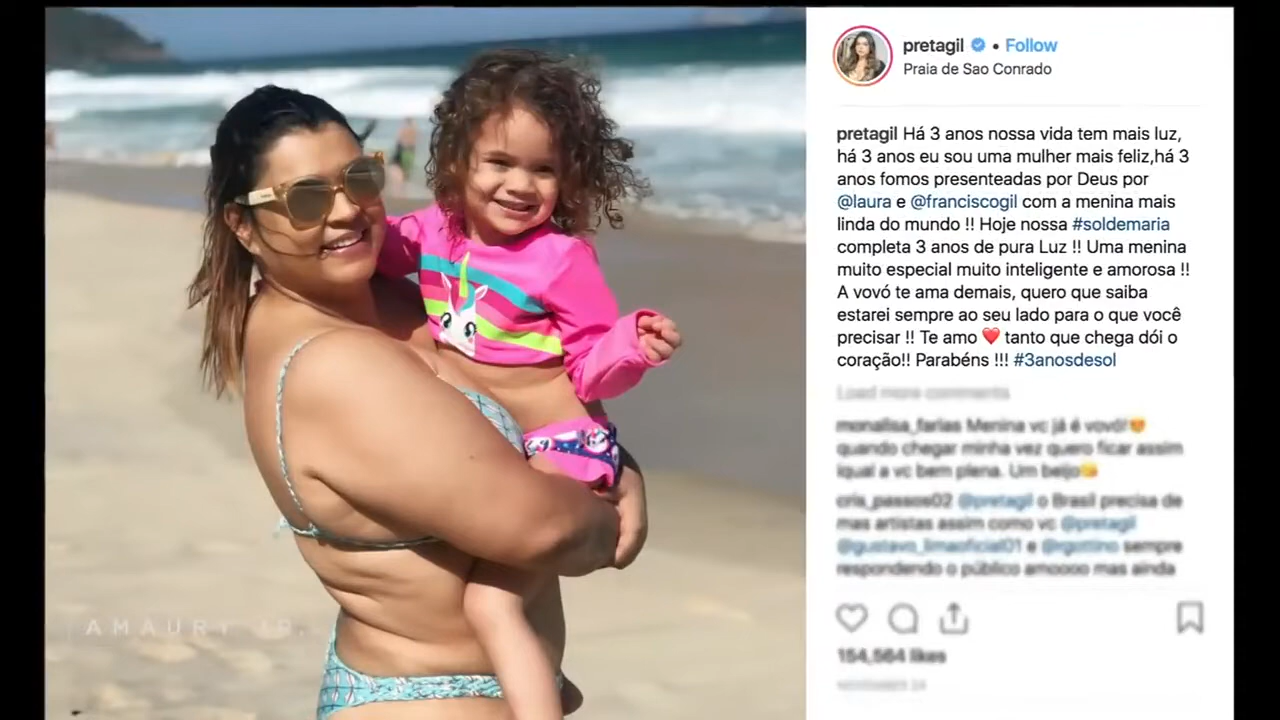 pretagil • Follow
Praia de Sao Conrado
pretagil Há 3 anos nossa vida tem mais luz,
há 3 anos eu sou uma mulher mais feliz,há 3
anos fomos presenteadas por Deus por
@laura e @franciscogil com a menina mais
linda do mundo !! Hoje nossa #soldemaria
completa 3 anos de pura Luz !! Uma menina
muito especial muito inteligente e amorosa !!
A vovó te ama demais, quero que saiba
estarei sempre ao seu lado para o que você
precisar !! Te amo ❤️ tanto que chega dói o
coração!! Parabéns !!! #3anosdesol
Load more comments
monalisa_farias Menina vc já é vovó!😍
quando chegar minha vez quero ficar assim
igual a vc bem plena. Um beijo😘
cris_passos02 @pretagil o Brasil precisa de
mas artistas assim como vc @pretagil
@gustavo_limaoficial01 e @rgottino sempre
respondendo o público amoooo mas ainda
154,564 likes
NOVEMBER 24
AMAURY JR.